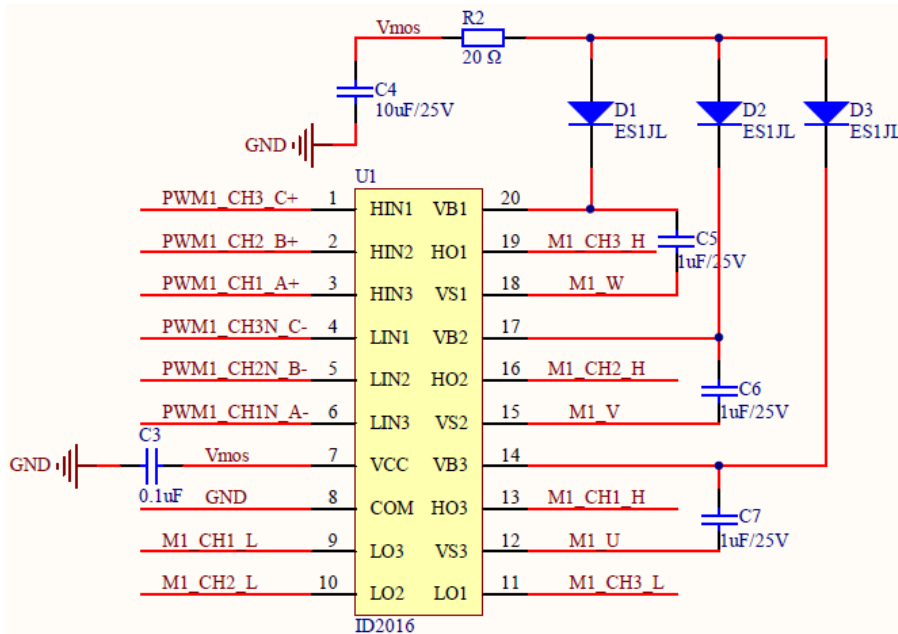 Vmos
R2
20 Ω
C4
10uF/25V
GND
D1
ES1JL
D2
ES1JL
D3
ES1JL
U1
PWM1_CH3_C+ 1 HIN1 VB1 20
PWM1_CH2_B+ 2 HIN2 HO1 19 M1_CH3_H
C5
1uF/25V
PWM1_CH1_A+ 3 HIN3 VS1 18 M1_W
PWM1_CH3N_C- 4 LIN1 VB2 17
PWM1_CH2N_B- 5 LIN2 HO2 16 M1_CH2_H
C6
1uF/25V
PWM1_CH1N_A- 6 LIN3 VS2 15 M1_V
C3
0.1uF
GND Vmos 7 VCC VB3 14
GND 8 COM HO3 13 M1_CH1_H
C7
1uF/25V
M1_CH1_L 9 LO3 VS3 12 M1_U
M1_CH2_L 10 LO2 LO1 11 M1_CH3_L
ID2016